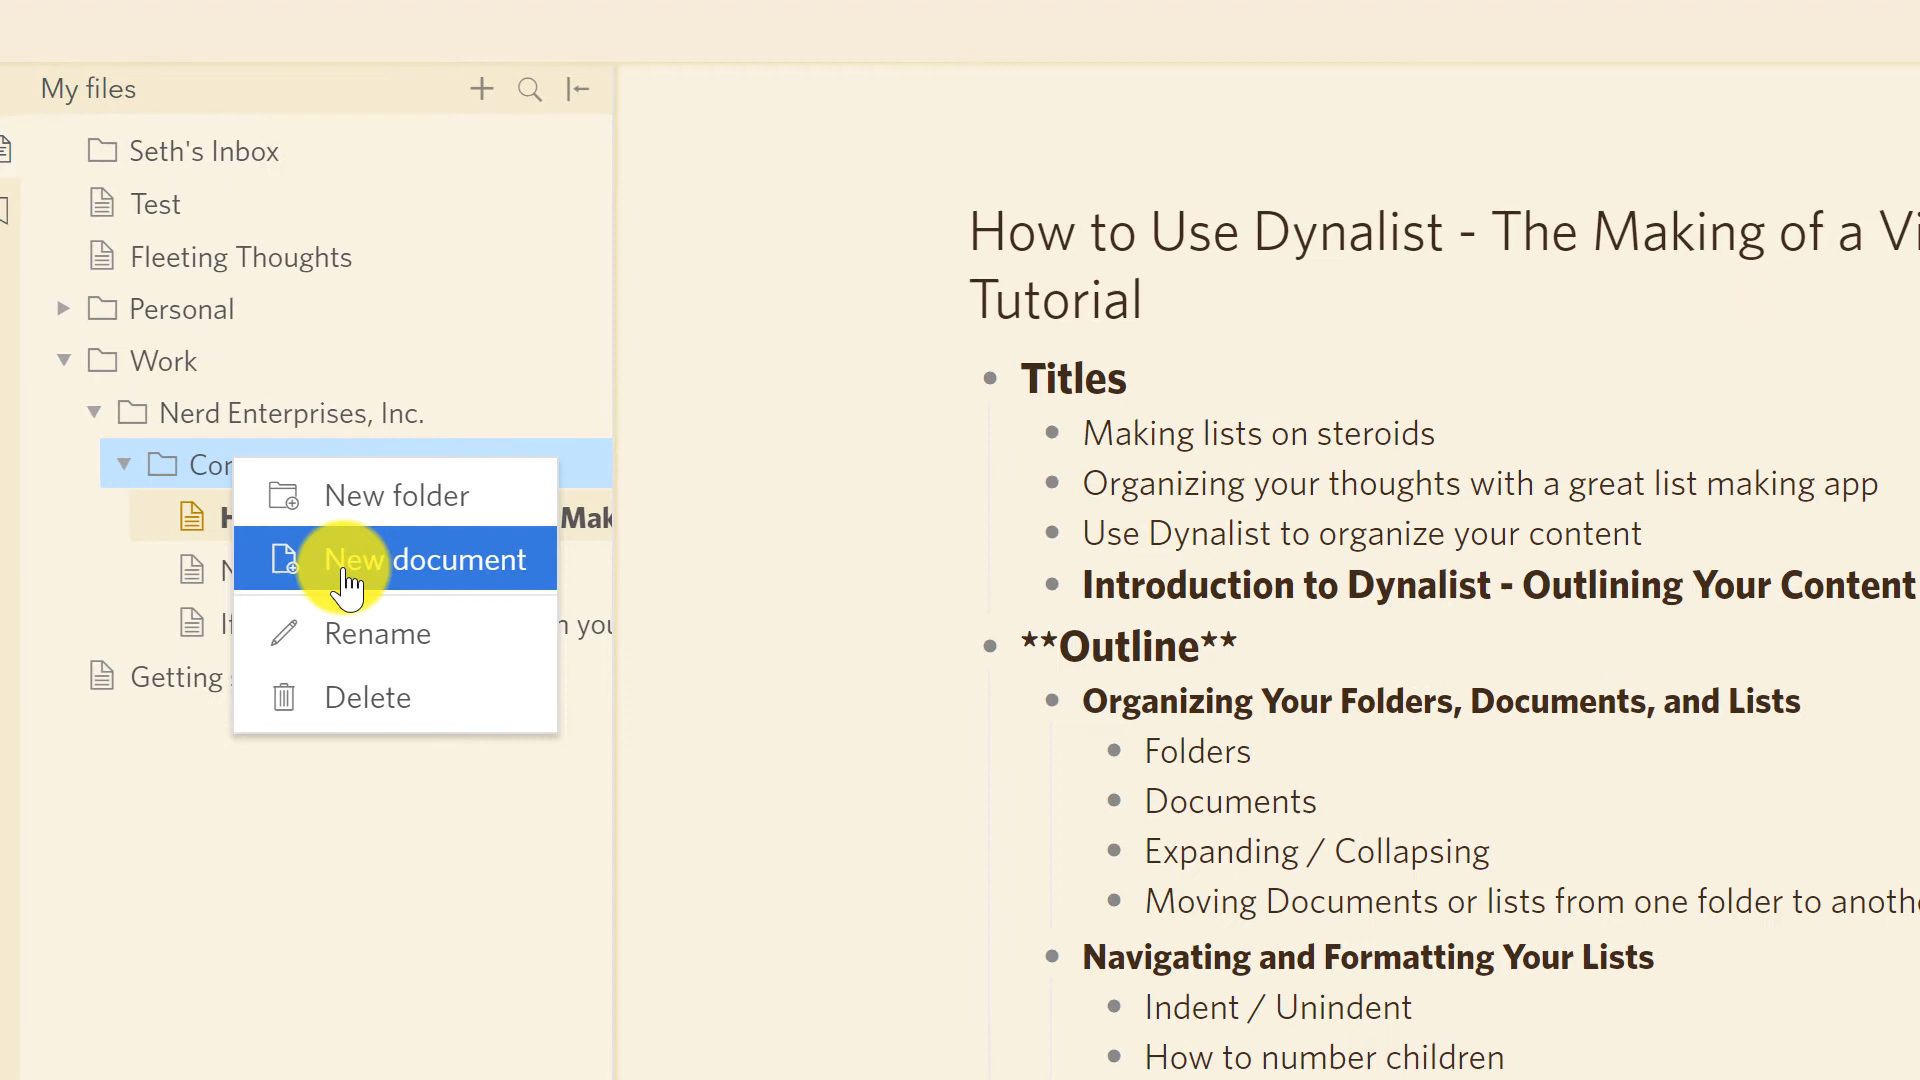 My files
Seth's Inbox
Test
Fleeting Thoughts
Personal
Work
Nerd Enterprises, Inc.
New folder
New document
Rename
Delete
Getting
How to Use Dynalist - The Making of a
Tutorial
Titles
Making lists on steroids
Organizing your thoughts with a great list making app
Use Dynalist to organize your content
Introduction to Dynalist - Outlining Your Content
**Outline**
Organizing Your Folders, Documents, and Lists
Folders
Documents
Expanding / Collapsing
Moving Documents or lists from one folder to
Navigating and Formatting Your Lists
Indent / Unindent
How to number children